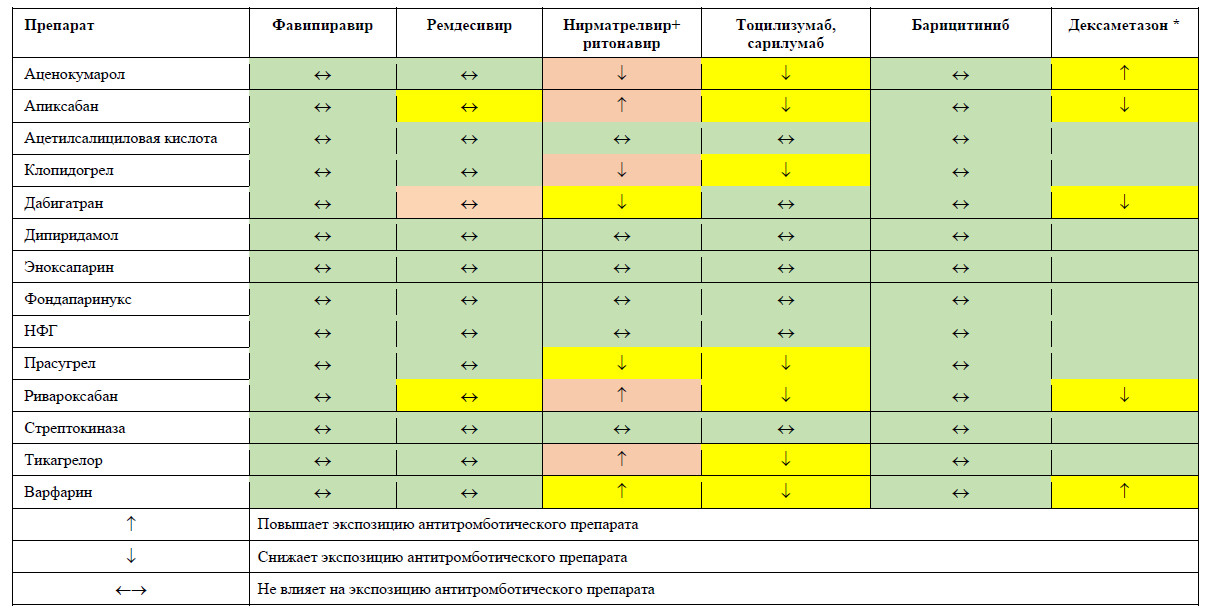 Препарат Фавипиравир Ремдесивир Нирматрелвир+ Тоцилизумаб, Барицитиниб Дексаметазон *
ритонавир сарилумаб
Аценокумарол ↔ ↔ ↓ ↓ ↔ ↑
Апиксабан ↔ ↔ ↑ ↓ ↔ ↓
Ацетилсалициловая кислота ↔ ↔ ↔ ↔ ↔
Клопидогрел ↔ ↔ ↓ ↓ ↔
Дабигатран ↔ ↔ ↓ ↔ ↔ ↓
Дипиридамол ↔ ↔ ↔ ↔ ↔
Эноксапарин ↔ ↔ ↔ ↔ ↔
Фондапаринукс ↔ ↔ ↔ ↔ ↔
НФГ ↔ ↔ ↔ ↔ ↔
Прасугрел ↔ ↔ ↓ ↓ ↔
Ривароксабан ↔ ↔ ↑ ↓ ↔ ↓
Стрептокиназа ↔ ↔ ↔ ↔ ↔
Тикагрелор ↔ ↔ ↑ ↓ ↔
Варфарин ↔ ↔ ↑ ↓ ↔ ↑
↑ Повышает экспозицию антитромботического препарата
↓ Снижает экспозицию антитромботического препарата
←→ Не влияет на экспозицию антитромботического препарата